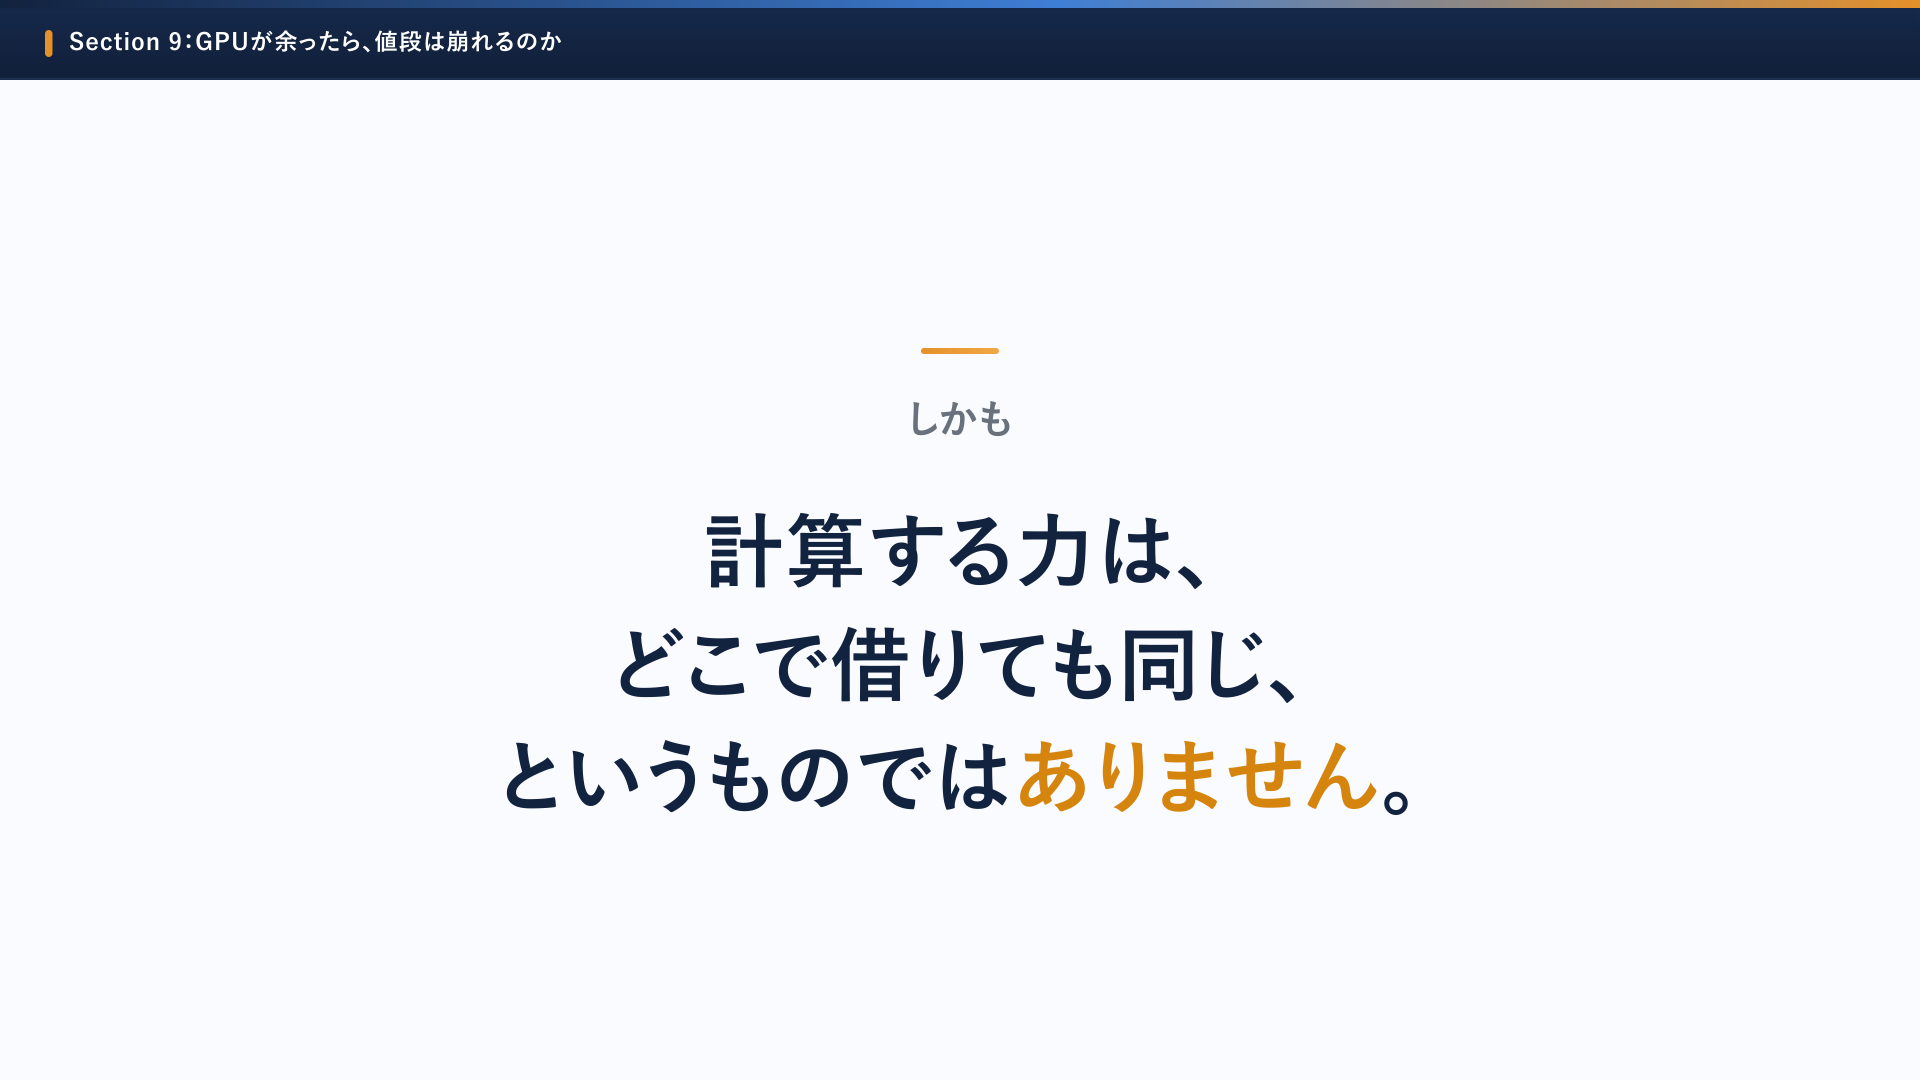 Section 9：GPUが余ったら、値段は崩れるのか
しかも
計算する力は、
どこで借りても同じ、
というものではありません。